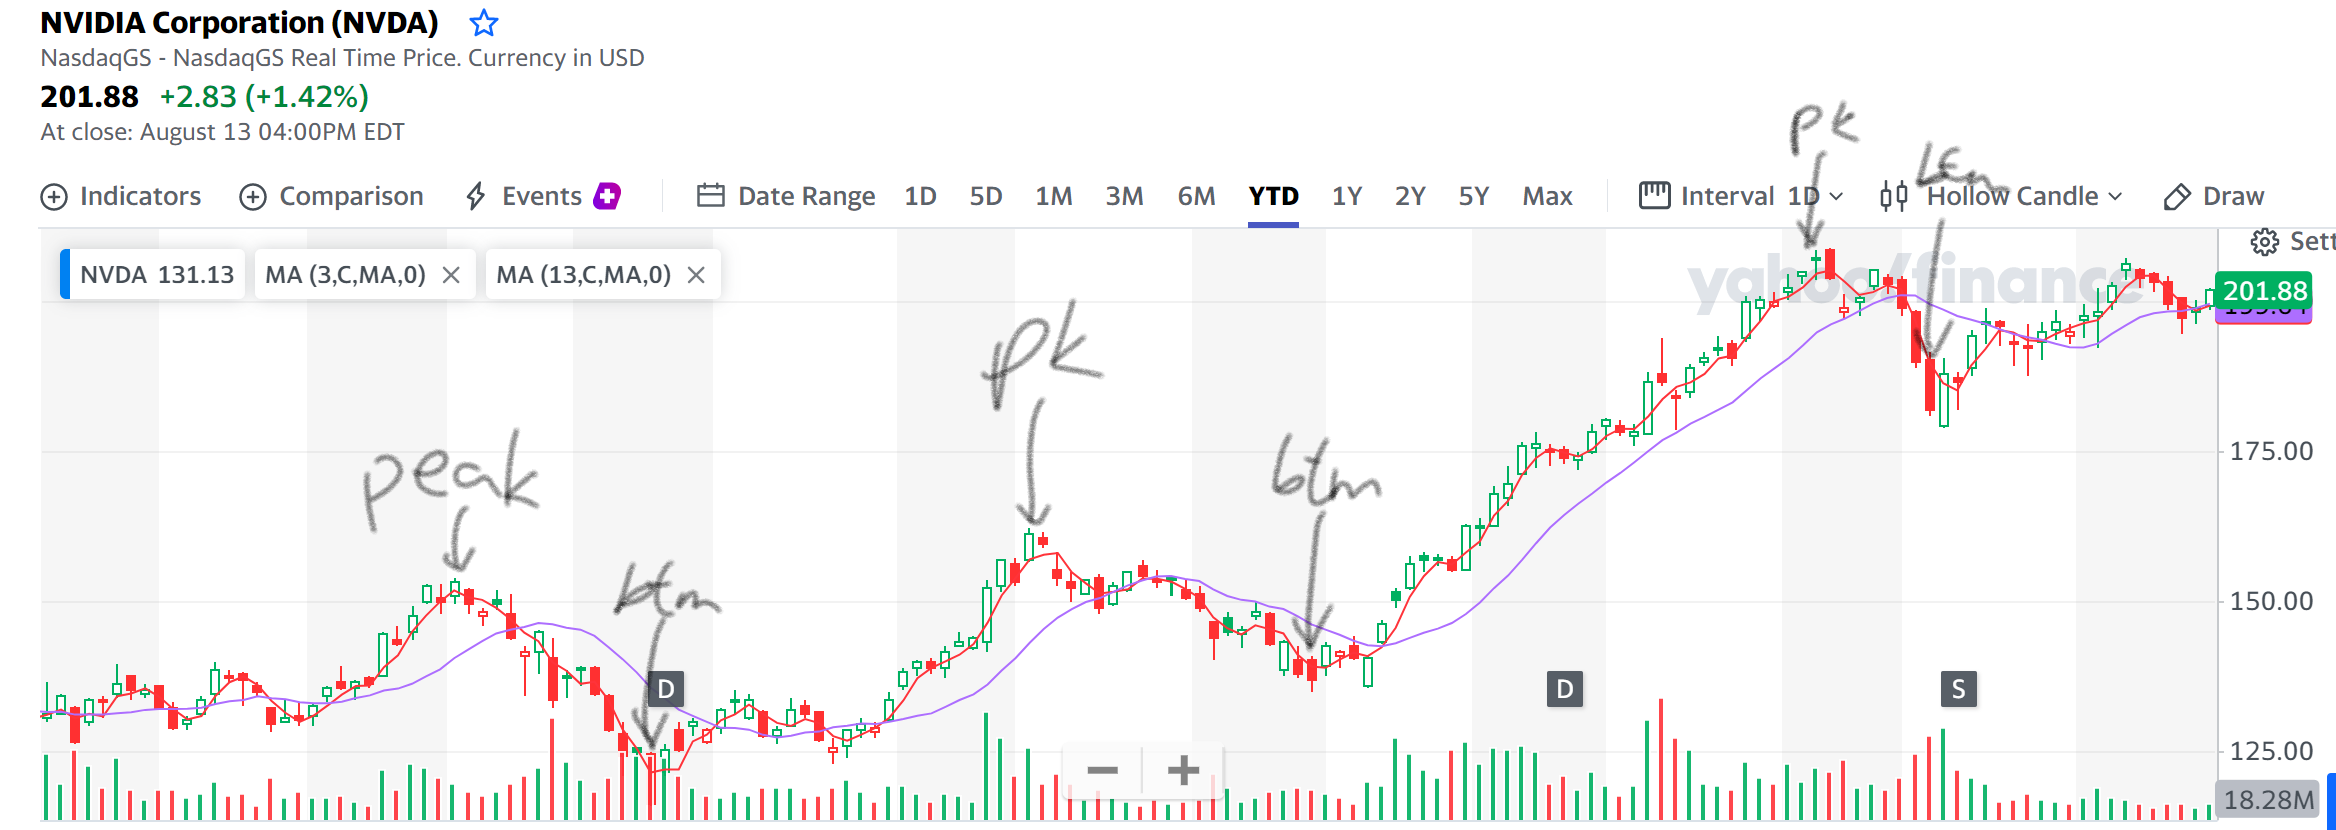 NVIDIA Corporation (NVDA)
NasdaqGS - NasdaqGS Real Time Price. Currency in USD
201.88 +2.83 (+1.42%)
At close: August 13 04:00PM EDT
pk
Indicators Comparison Events Date Range 1D 5D 1M 3M 6M YTD 1Y 2Y 5Y Max Interval 1D Hollow Candle Draw
Sett
NVDA 131.13 MA (3,C,MA,0) MA (13,C,MA,0)
yahoo/finance
201.88
pk
peak
btm
175.00
btm
150.00
D
D
S
125.00
18.28M